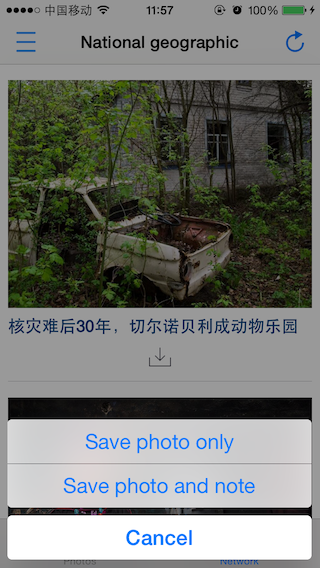 中国移动 11:57 100%
National geographic
核灾难后30年，切尔诺贝利成动物乐园
Save photo only
Save photo and note
Cancel
Photos Network